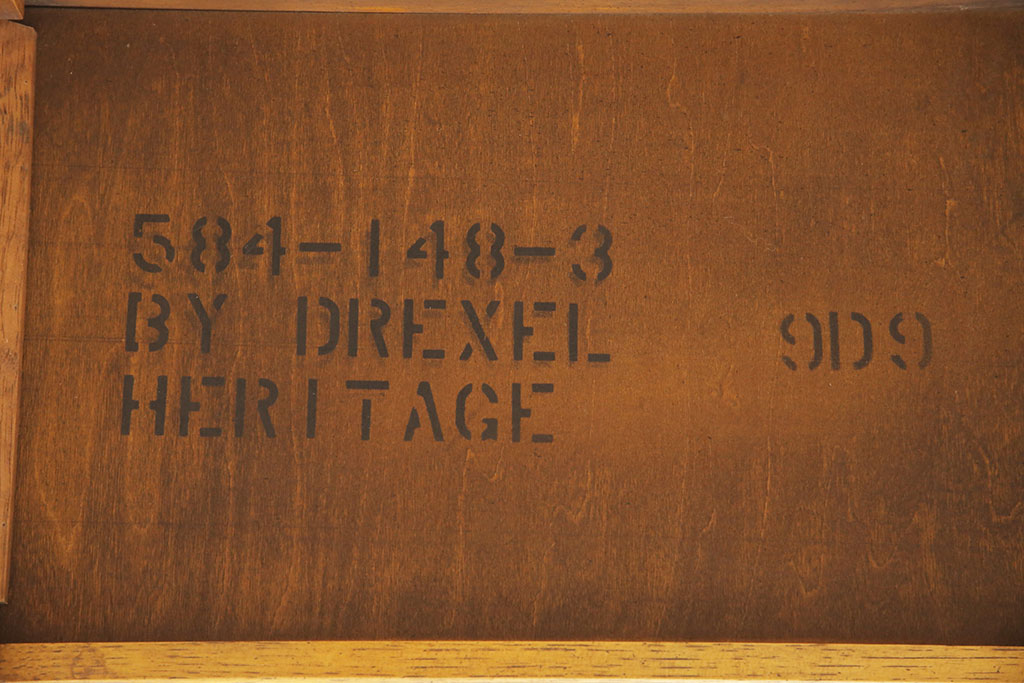 584-148-3
BY DREXEL
HERITAGE
9D9